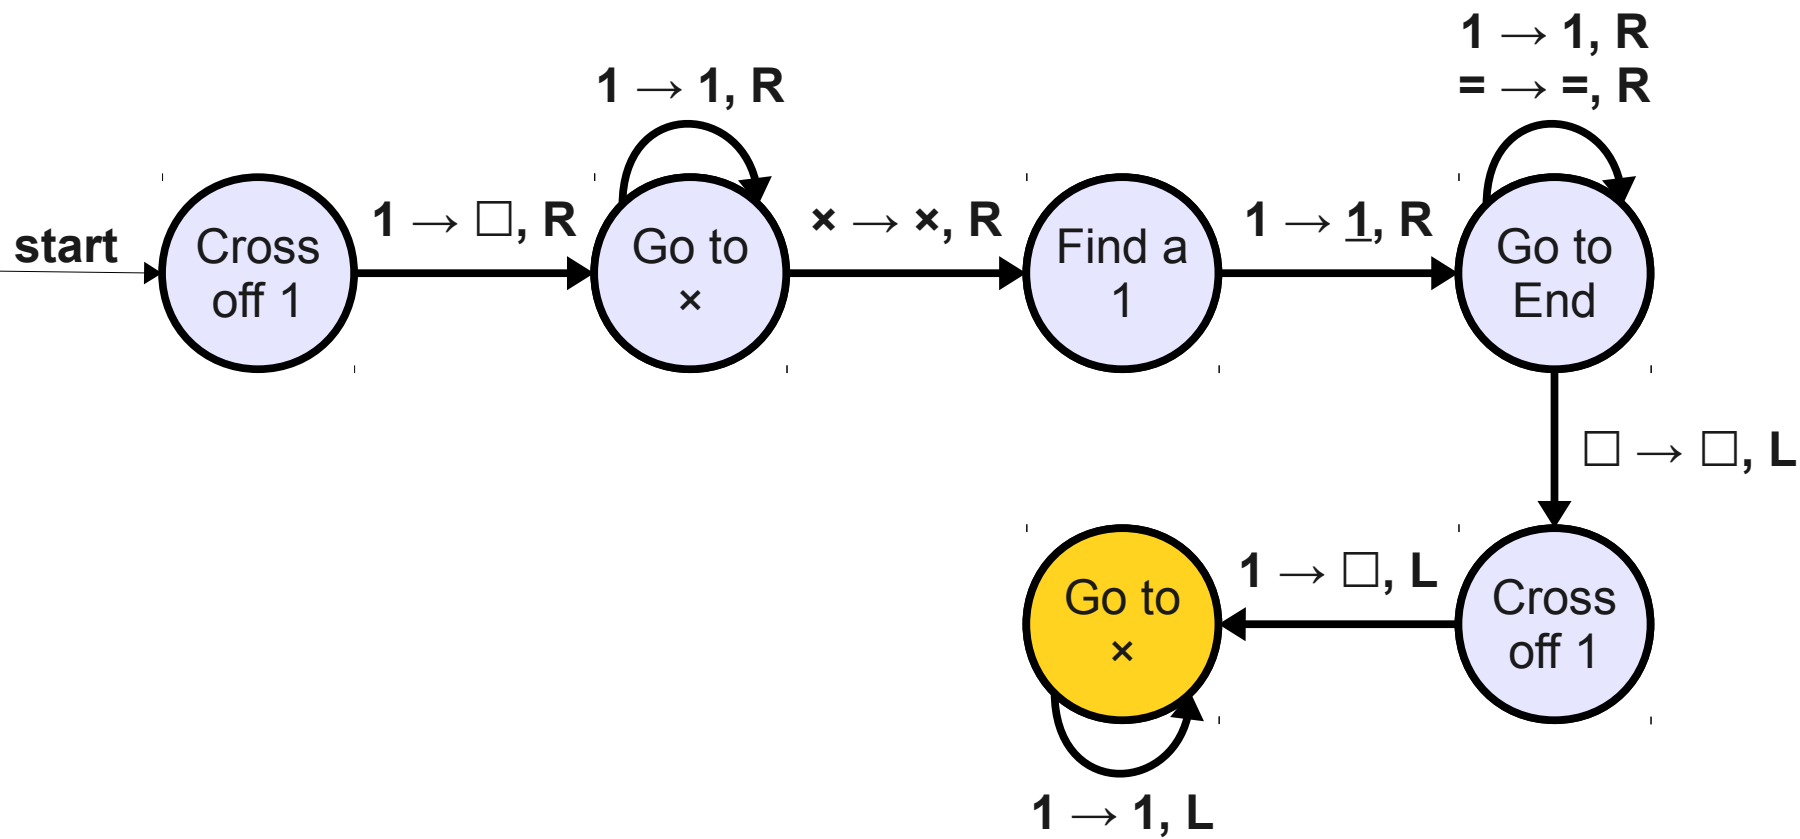 1 → 1, R
= → =, R
1 → 1, R
start
Cross
off 1
1 → □, R
Go to
×
× → ×, R
Find a
1
1 → 1, R
Go to
End
□ → □, L
Go to
×
1 → □, L
Cross
off 1
1 → 1, L